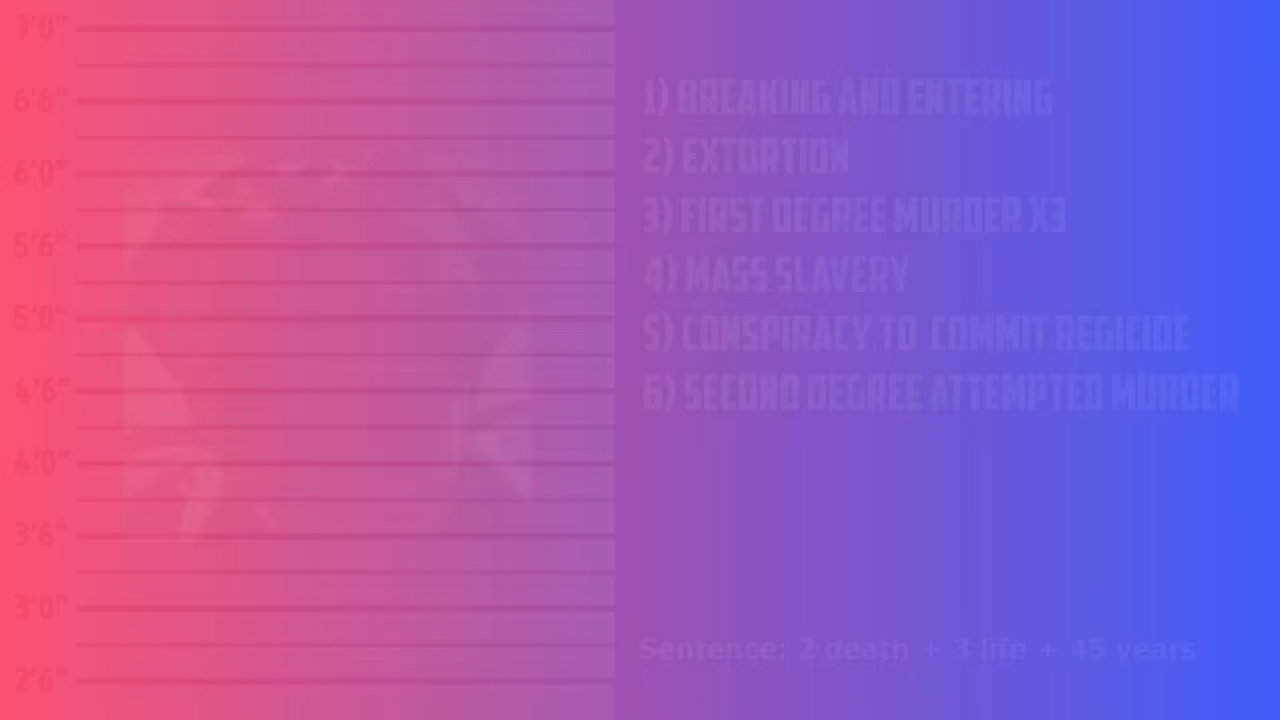 7'0"
6'6"
6'0"
5'6"
5'0"
4'6"
4'0"
3'6"
3'0"
2'6"
1) BREAKING AND ENTERING
2) EXTORTION
3) FIRST DEGREE MURDER X3
4) MASS SLAVERY
5) CONSPIRACY TO COMMIT REGICIDE
6) SECOND DEGREE ATTEMPTED MURDER
Sentence: 2 death + 3 life + 45 years